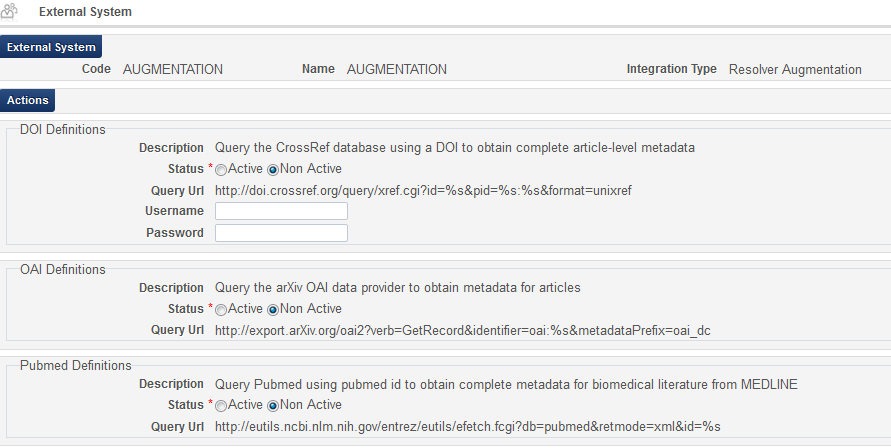 External System
External System
Code AUGMENTATION Name AUGMENTATION Integration Type Resolver Augmentation
Actions
DOI Definitions
Description Query the CrossRef database using a DOI to obtain complete article-level metadata
Status * Active Non Active
Query Url http://doi.crossref.org/query/xref.cgi?id=%s&pid=%s:%s&format=unixref
Username
Password
OAI Definitions
Description Query the arXiv OAI data provider to obtain metadata for articles
Status * Active Non Active
Query Url http://export.arXiv.org/oai2?verb=GetRecord&identifier=oai:%s&metadataPrefix=oai_dc
Pubmed Definitions
Description Query Pubmed using pubmed id to obtain complete metadata for biomedical literature from MEDLINE
Status * Active Non Active
Query Url http://eutils.ncbi.nlm.nih.gov/entrez/eutils/efetch.fcgi?db=pubmed&retmode=xml&id=%s